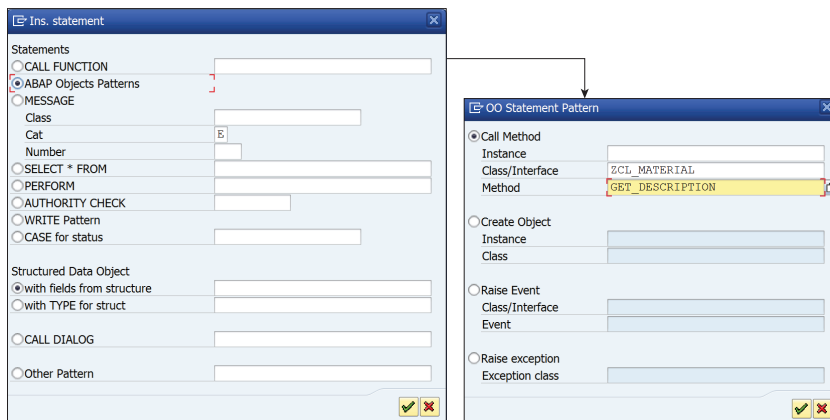 Ins. statement
Statements
CALL FUNCTION
ABAP Objects Patterns
MESSAGE
Class
Cat E
Number
SELECT * FROM
PERFORM
AUTHORITY CHECK
WRITE Pattern
CASE for status
Structured Data Object
with fields from structure
with TYPE for struct
CALL DIALOG
Other Pattern
OO Statement Pattern
Call Method
Instance
Class/Interface ZCL_MATERIAL
Method GET_DESCRIPTION
Create Object
Instance
Class
Raise Event
Class/Interface
Event
Raise exception
Exception class